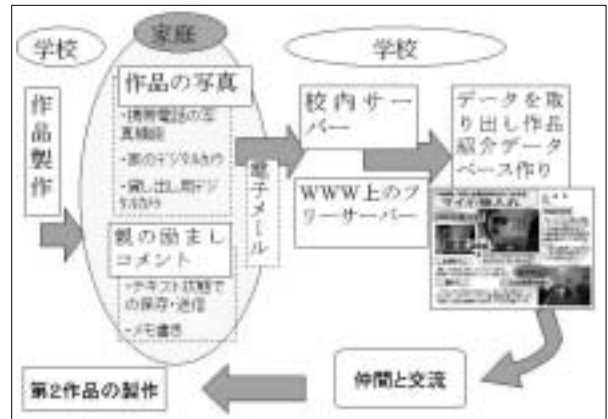 学校
家庭
学校
作品製作
作品の写真
・携帯電話の写
真機能
・家のデジタルカメラ
・貸し出し用デジ
タルカメラ
親の励まし
コメント
・テキスト状態で
の保存・送信
・メモ書き
電子メール
校内サー
バー
WWW上のフ
リーサーバー
データを取
り出し作品
紹介データ
ベース作り
仲間と交流
第2作品の製作